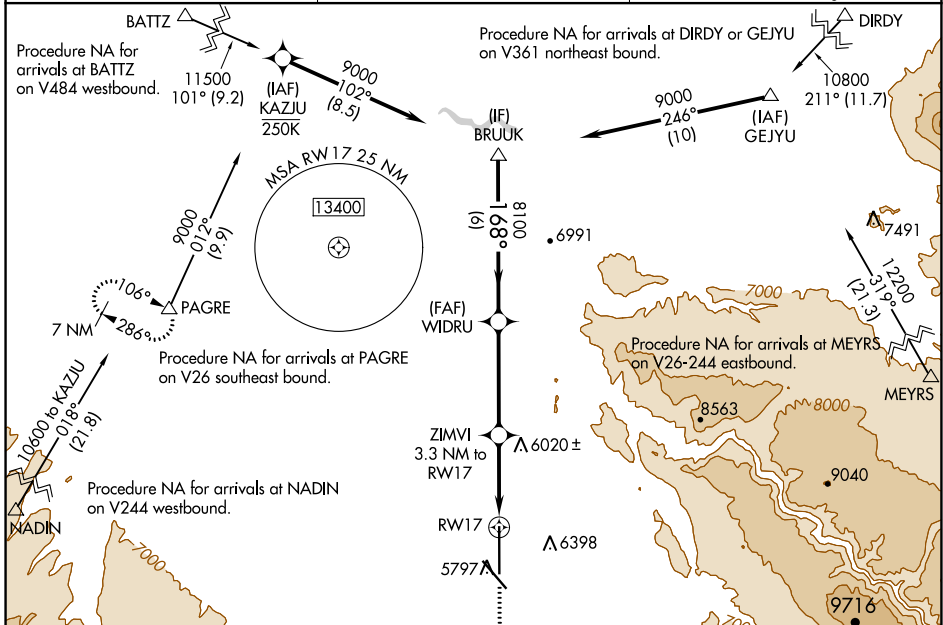 BATTZ
Procedure NA for
arrivals at BATTZ
on V484 westbound.
11500
101° (9.2)
(IAF)
KAZJU
250K
9000
102°
(8.5)
Procedure NA for arrivals at DIRDY or GEJYU
on V361 northeast bound.
DIRDY
10800
211° (11.7)
9000
246°
(10)
(IAF)
GEJYU
(IF)
BRUUK
MSA RW17 25 NM
13400
8100
168°
(6)
6991
7491
9000
012°
(9.9)
106°
286°
7 NM
PAGRE
(FAF)
WIDRU
7000
12200
319°
(21.3)
Procedure NA for arrivals at PAGRE
on V26 southeast bound.
Procedure NA for arrivals at MEYRS
on V26-244 eastbound.
MEYRS
10600 to KAZJU
018°
(21.8)
8563
8000
ZIMVI
3.3 NM to
RW17
6020 ±
9040
Procedure NA for arrivals at NADIN
on V244 westbound.
NADIN
RW17
6398
5797
7000
9716
700